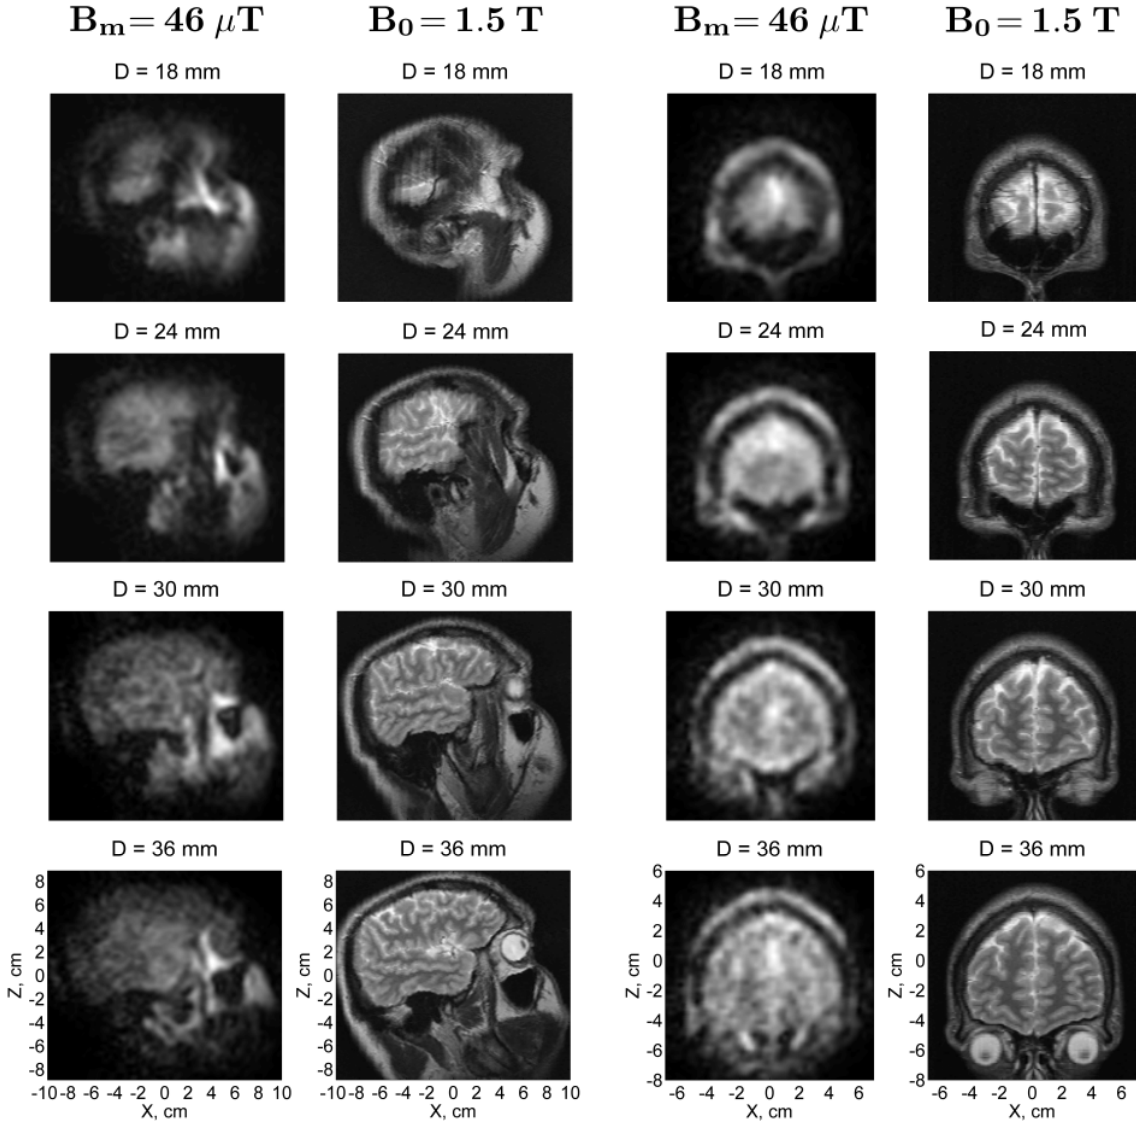 Bm = 46 μT B0 = 1.5 T Bm = 46 μT B0 = 1.5 T
D = 18 mm D = 18 mm D = 18 mm D = 18 mm
D = 24 mm D = 24 mm D = 24 mm D = 24 mm
D = 30 mm D = 30 mm D = 30 mm D = 30 mm
D = 36 mm D = 36 mm D = 36 mm D = 36 mm
8 8 6 6
6 6 4 4
4 4 2 2
2 2 0 0
Z, cm 0 Z, cm 0 Z, cm -2 Z, cm -2
-2 -2 -4 -4
-4 -4 -6 -6
-6 -6 -8 -8
-8 -8
-10 -8 -6 -4 -2 0 2 4 6 8 10 -10 -8 -6 -4 -2 0 2 4 6 8 10 -6 -4 -2 0 2 4 6 -6 -4 -2 0 2 4 6
X, cm X, cm X, cm X, cm